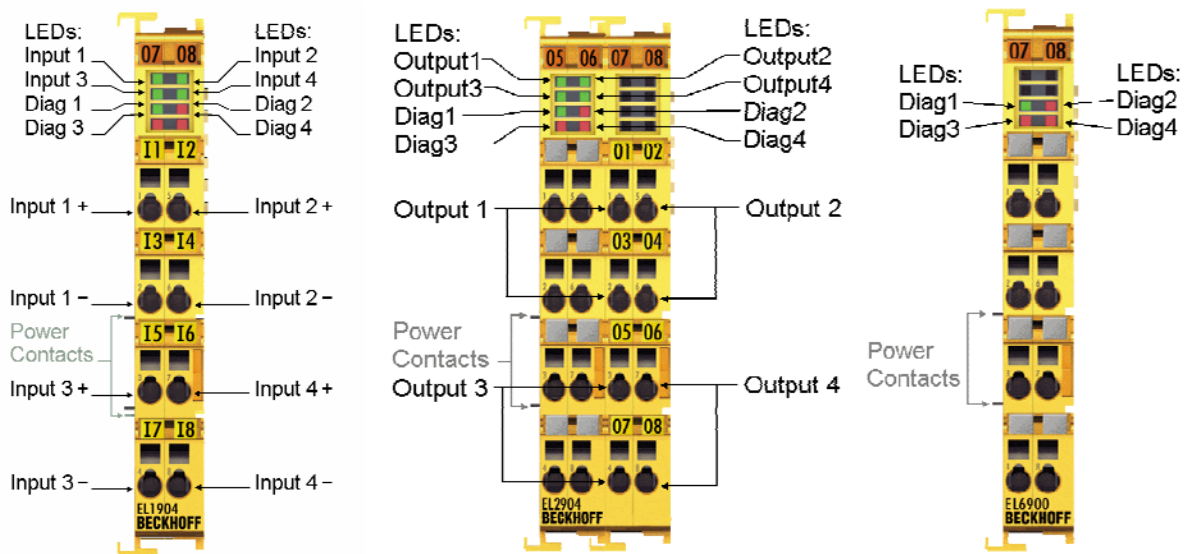 LEDs:
Input 1
Input 3
Diag 1
Diag 3
07 08
LEDs:
Input 2
Input 4
Diag 2
Diag 4
I1 I2
Input 1 +
Input 2 +
I3 I4
Input 1 –
Input 2 –
Power
Contacts
I5 I6
Input 3 +
Input 4 +
I7 I8
Input 3 –
Input 4 –
EL1904
BECKHOFF
LEDs:
Output1
Output3
Diag1
Diag3
05 06 07 08
LEDs:
Output2
Output4
Diag2
Diag4
01 02
Output 1
Output 2
03 04
Power
Contacts
05 06
Output 3
Output 4
07 08
EL2904
BECKHOFF
LEDs:
Diag1
Diag3
07 08
LEDs:
Diag2
Diag4
Power
Contacts
EL6900
BECKHOFF